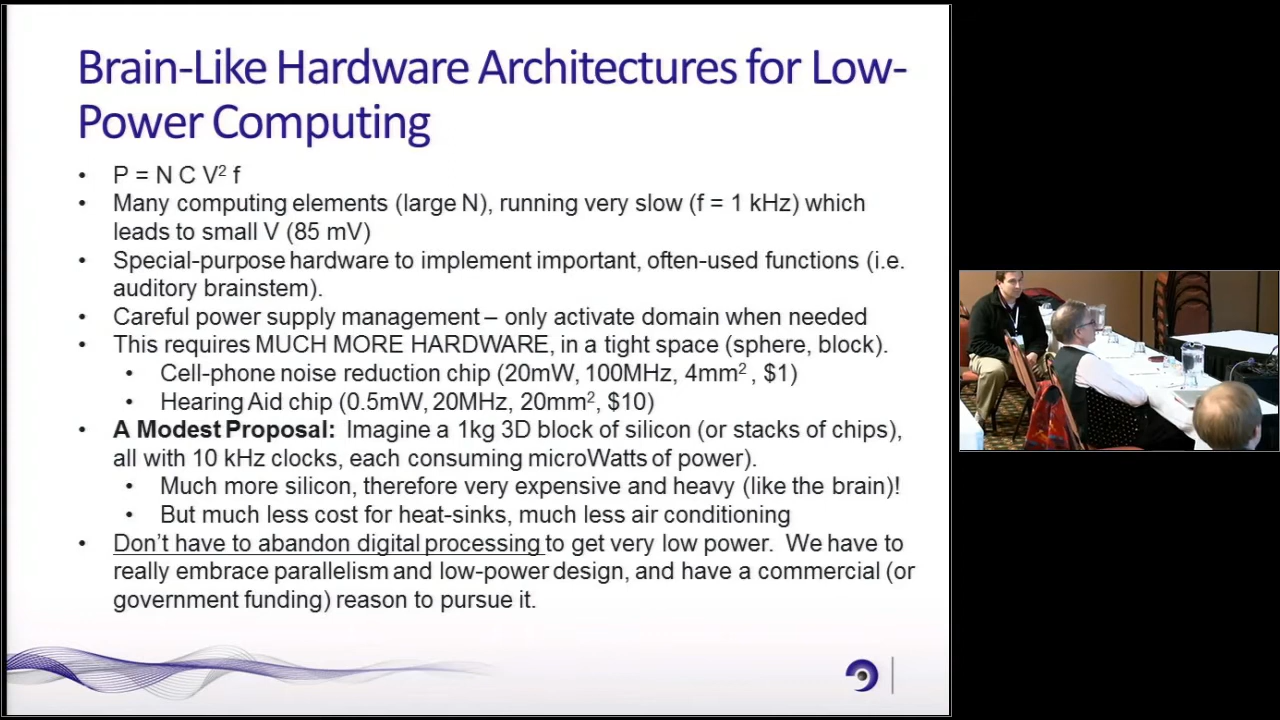 Brain-Like Hardware Architectures for Low-
Power Computing
• P = N C V² f
• Many computing elements (large N), running very slow (f = 1 kHz) which
leads to small V (85 mV)
• Special-purpose hardware to implement important, often-used functions (i.e.
auditory brainstem).
• Careful power supply management – only activate domain when needed
• This requires MUCH MORE HARDWARE, in a tight space (sphere, block).
• Cell-phone noise reduction chip (20mW, 100MHz, 4mm² , $1)
• Hearing Aid chip (0.5mW, 20MHz, 20mm², $10)
• A Modest Proposal: Imagine a 1kg 3D block of silicon (or stacks of chips),
all with 10 kHz clocks, each consuming microWatts of power).
• Much more silicon, therefore very expensive and heavy (like the brain)!
• But much less cost for heat-sinks, much less air conditioning
• Don't have to abandon digital processing to get very low power. We have to
really embrace parallelism and low-power design, and have a commercial (or
government funding) reason to pursue it.